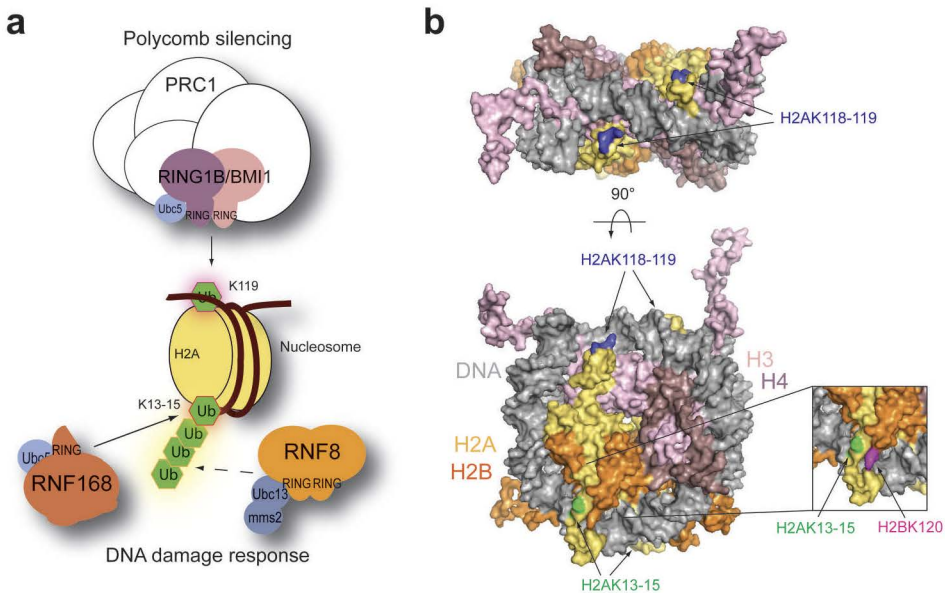 a
Polycomb silencing
PRC1
RING1B/BMI1
Ubc5
RING
RING
K119
Ub
H2A
Nucleosome
K13-15
Ub
Ub
Ub
Ub
RING
RNF168
RNF8
RING RING
Ubc13
mms2
DNA damage response
b
H2AK118-119
90°
H2AK118-119
DNA
H3
H4
H2A
H2B
H2AK13-15
H2AK13-15
H2BK120